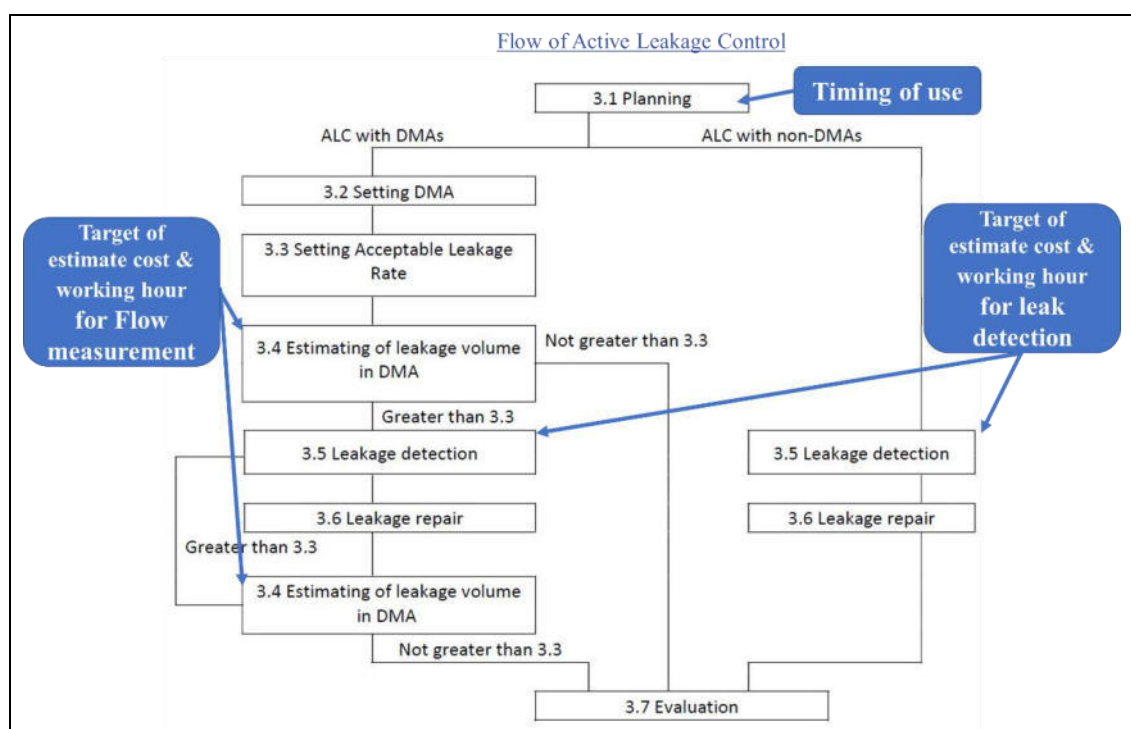 Flow of Active Leakage Control
3.1 Planning
Timing of use
ALC with DMAs
ALC with non-DMAs
3.2 Setting DMA
Target of
estimate cost &
working hour
for Flow
measurement
Target of
estimate cost &
working hour
for leak
detection
3.3 Setting Acceptable Leakage
Rate
3.4 Estimating of leakage volume
in DMA
Not greater than 3.3
Greater than 3.3
3.5 Leakage detection
3.5 Leakage detection
3.6 Leakage repair
3.6 Leakage repair
Greater than 3.3
3.4 Estimating of leakage volume
in DMA
Not greater than 3.3
3.7 Evaluation